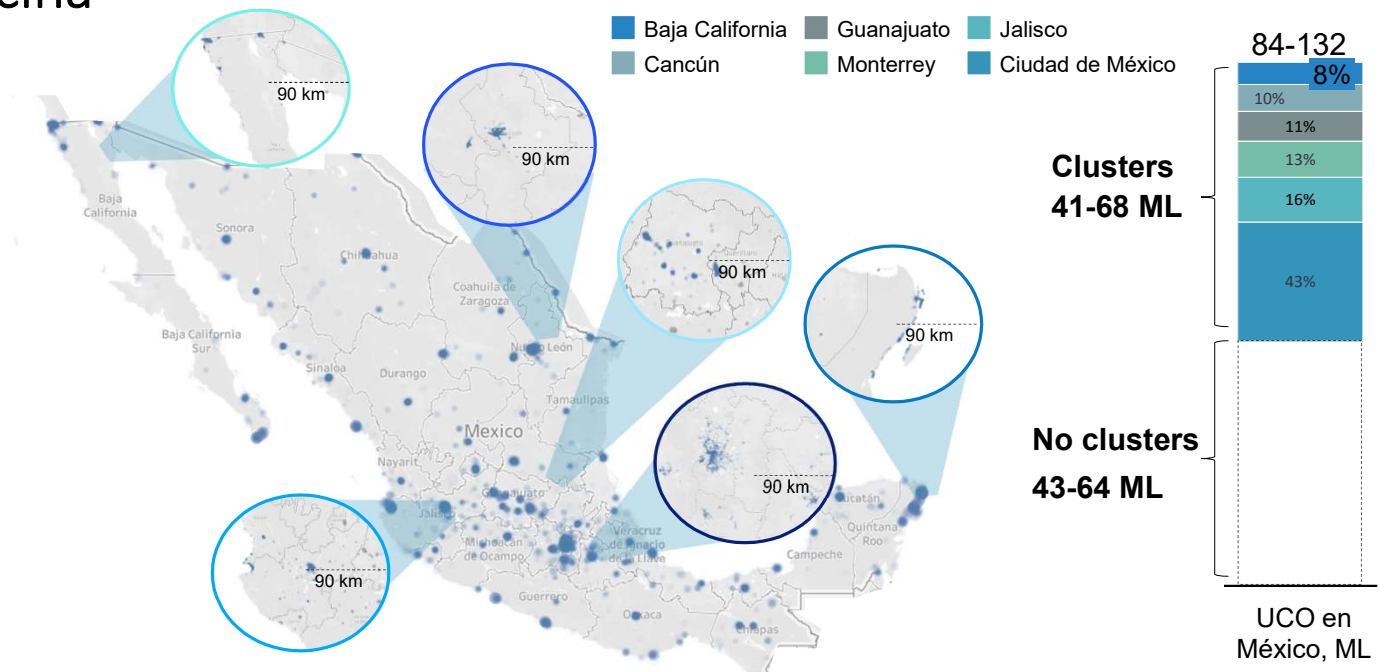 Baja California
Guanajuato
Jalisco
Cancún
Monterrey
Ciudad de México
84-132
8%
10%
11%
13%
16%
43%
Clusters
41-68 ML
No clusters
43-64 ML
UCO en
México, ML
90 km
90 km
90 km
90 km
90 km
90 km
Baja
California
Sonora
Chihuahua
Coahuila de
Zaragoza
Baja California
Sur
Nuevo León
Sinaloa
Durango
Tamaulipas
Mexico
Nayarit
Guanajuato
Jalisco
Michoacán
de Ocampo
Veracruz
de Ignacio
de la Llave
Yucatán
Quintana
Roo
Campeche
Guerrero
Oaxaca
Chiapas